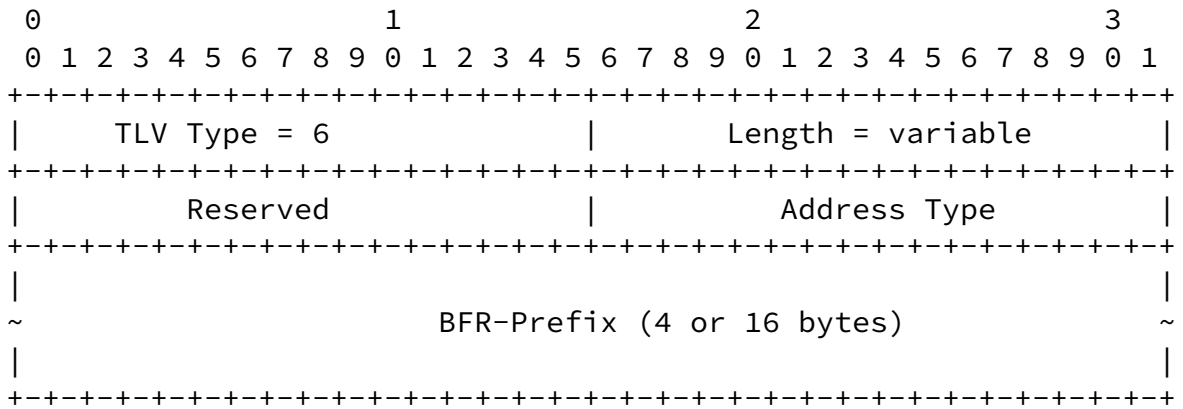 0                   1                   2                   3
 0 1 2 3 4 5 6 7 8 9 0 1 2 3 4 5 6 7 8 9 0 1 2 3 4 5 6 7 8 9 0 1
+-+-+-+-+-+-+-+-+-+-+-+-+-+-+-+-+-+-+-+-+-+-+-+-+-+-+-+-+-+-+-+-+
|     TLV Type = 6              |       Length = variable       |
+-+-+-+-+-+-+-+-+-+-+-+-+-+-+-+-+-+-+-+-+-+-+-+-+-+-+-+-+-+-+-+-+
|         Reserved              |          Address Type         |
+-+-+-+-+-+-+-+-+-+-+-+-+-+-+-+-+-+-+-+-+-+-+-+-+-+-+-+-+-+-+-+-+
|                                                               |
~                       BFR-Prefix (4 or 16 bytes)              ~
|                                                               |
+-+-+-+-+-+-+-+-+-+-+-+-+-+-+-+-+-+-+-+-+-+-+-+-+-+-+-+-+-+-+-+-+